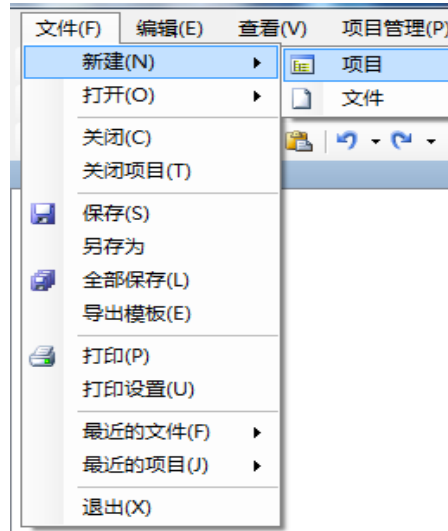 文件(F) 编辑(E) 查看(V) 项目管理(P)
新建(N) 项目
打开(O) 文件
关闭(C)
关闭项目(T)
保存(S)
另存为
全部保存(L)
导出模板(E)
打印(P)
打印设置(U)
最近的文件(F)
最近的项目(J)
退出(X)